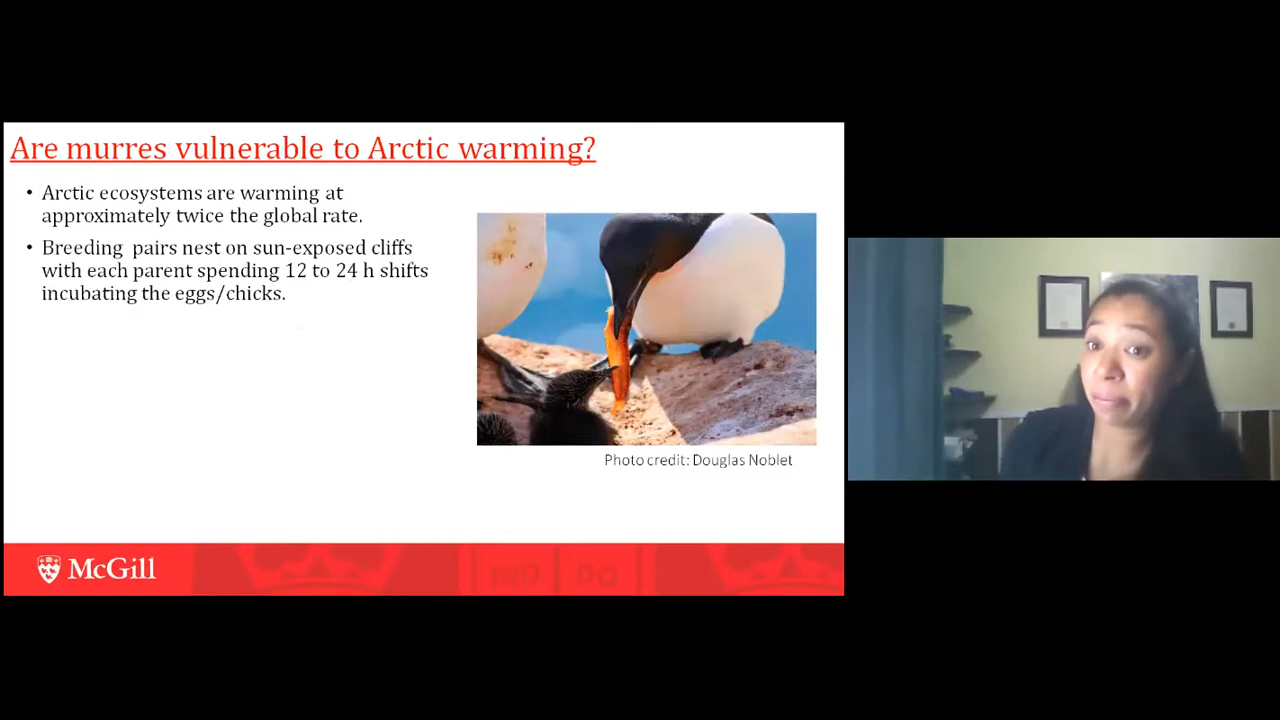 Are murres vulnerable to Arctic warming?
• Arctic ecosystems are warming at
approximately twice the global rate.
• Breeding pairs nest on sun-exposed cliffs
with each parent spending 12 to 24 h shifts
incubating the eggs/chicks.
Photo credit: Douglas Noblet
McGill
IND DO